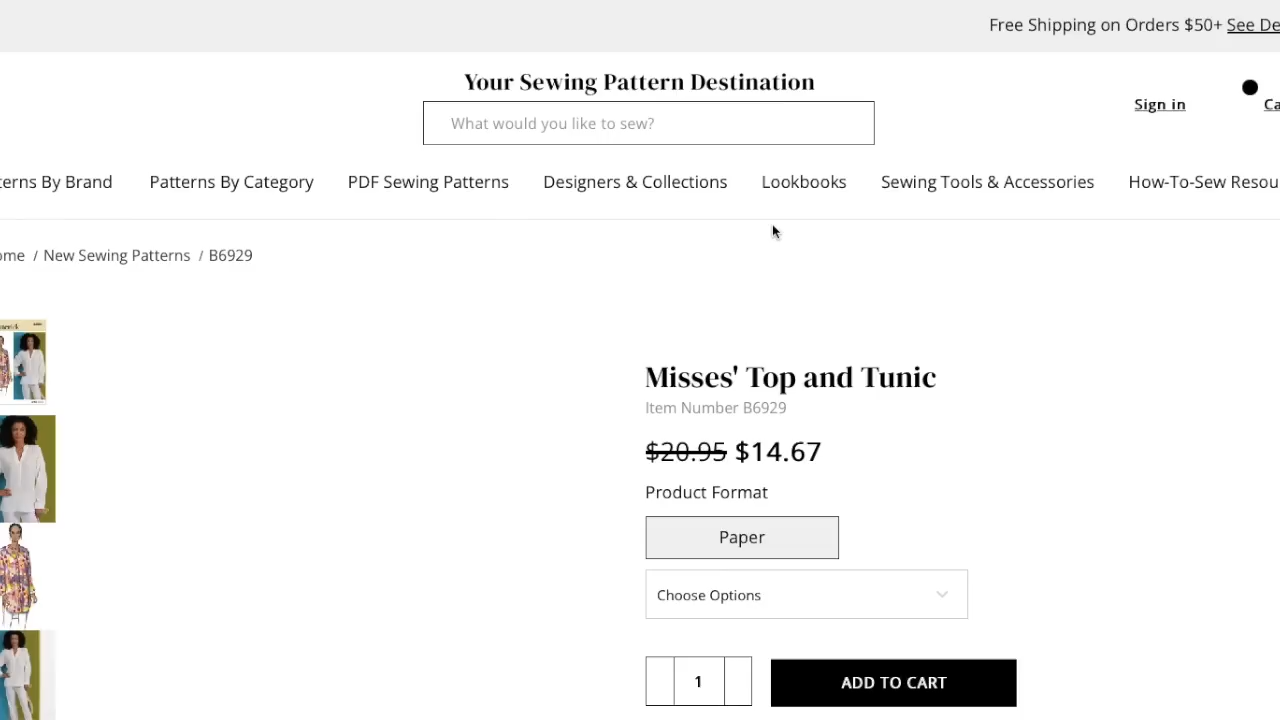 Free Shipping on Orders $50+ See De
Your Sewing Pattern Destination
What would you like to sew?
Sign in
Ca
terns By Brand Patterns By Category PDF Sewing Patterns Designers & Collections Lookbooks Sewing Tools & Accessories How-To-Sew Resou
ome / New Sewing Patterns / B6929
Misses' Top and Tunic
Item Number B6929
$20.95 $14.67
Product Format
Paper
Choose Options
1
ADD TO CART